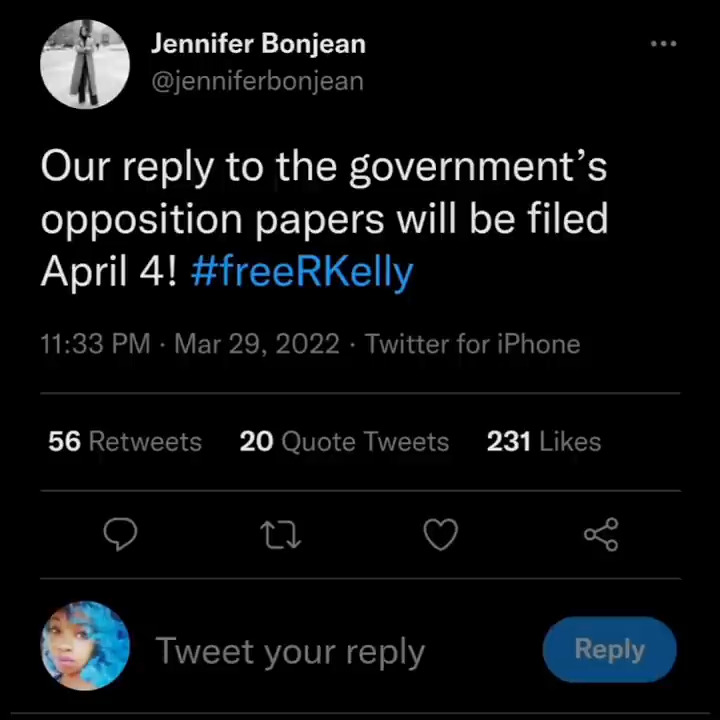 Jennifer Bonjean
@jenniferbonjean
Our reply to the government’s
opposition papers will be filed
April 4! #freeRKelly
11:33 PM · Mar 29, 2022 · Twitter for iPhone
56 Retweets 20 Quote Tweets 231 Likes
Tweet your reply
Reply